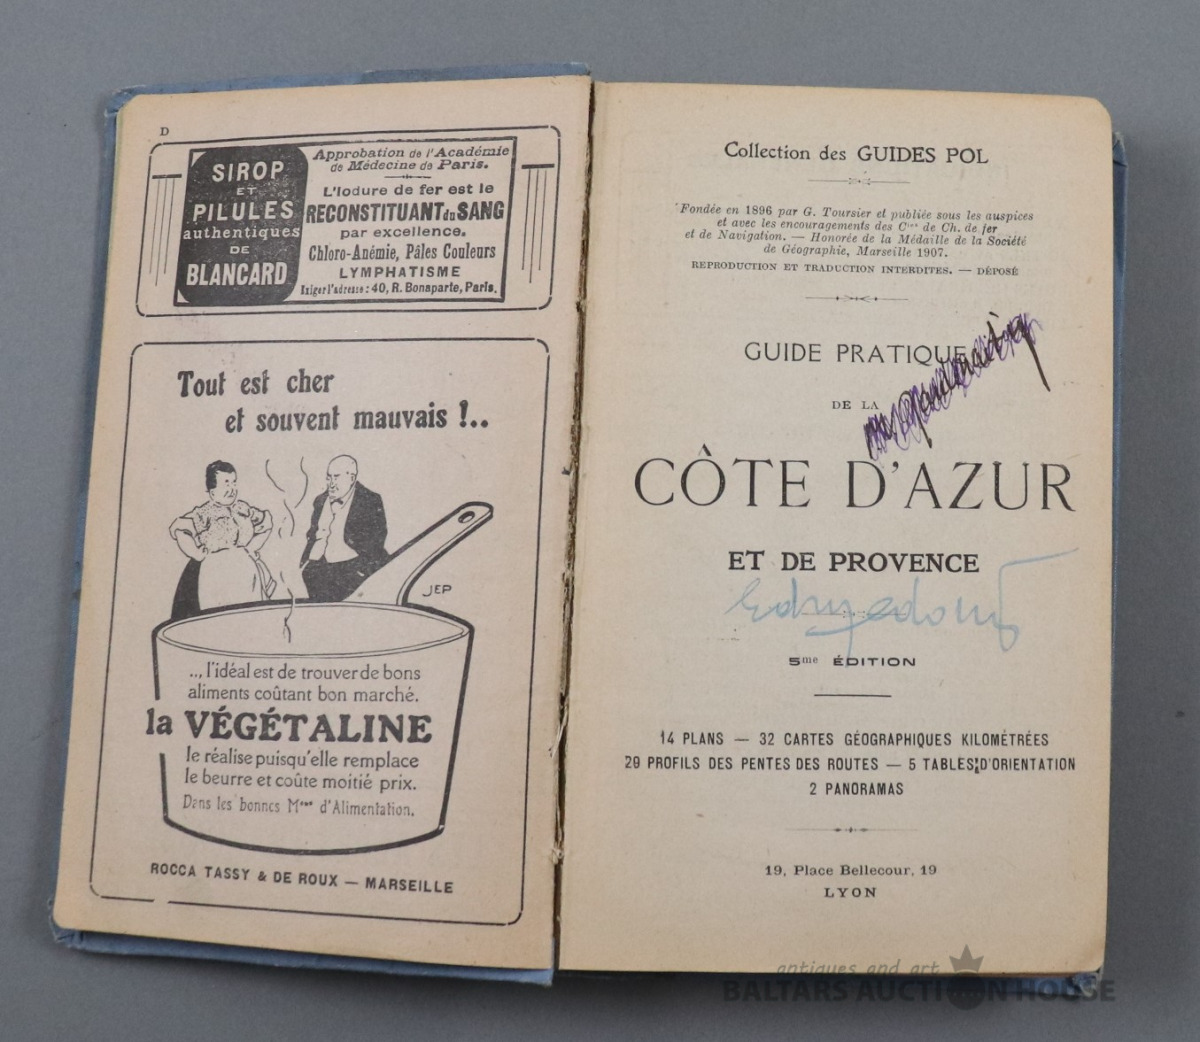 D
SIROP
ET
PILULES
authentiques
DE
BLANCARD
Approbation de l'Académie
de Médecine de Paris.
L'Iodure de fer est le
RECONSTITUANT du SANG
par excellence.
Chloro-Anémie, Pâles Couleurs
LYMPHATISME
Exiger l'adresse : 40, R. Bonaparte, Paris.
Tout est cher
et souvent mauvais !..
JEP
.., l'idéal est de trouver de bons
aliments coûtant bon marché.
la VÉGÉTALINE
le réalise puisqu'elle remplace
le beurre et coûte moitié prix.
Dans les bonnes Mons d'Alimentation.
ROCCA TASSY & DE ROUX — MARSEILLE
Collection des GUIDES POL
Fondée en 1896 par G. Toursier et publiée sous les auspices
et avec les encouragements des Cies de Ch. de fer
et de Navigation. — Honorée de la Médaille de la Société
de Géographie, Marseille 1907.
REPRODUCTION ET TRADUCTION INTERDITES. — DÉPOSÉ
GUIDE PRATIQUE
DE LA
CÔTE D'AZUR
ET DE PROVENCE
5me ÉDITION
14 PLANS — 32 CARTES GÉOGRAPHIQUES KILOMÉTRÉES
29 PROFILS DES PENTES DES ROUTES — 5 TABLES D'ORIENTATION
2 PANORAMAS
19, Place Bellecour, 19
LYON
antiques and art
BALTARS AUCTION HOUSE